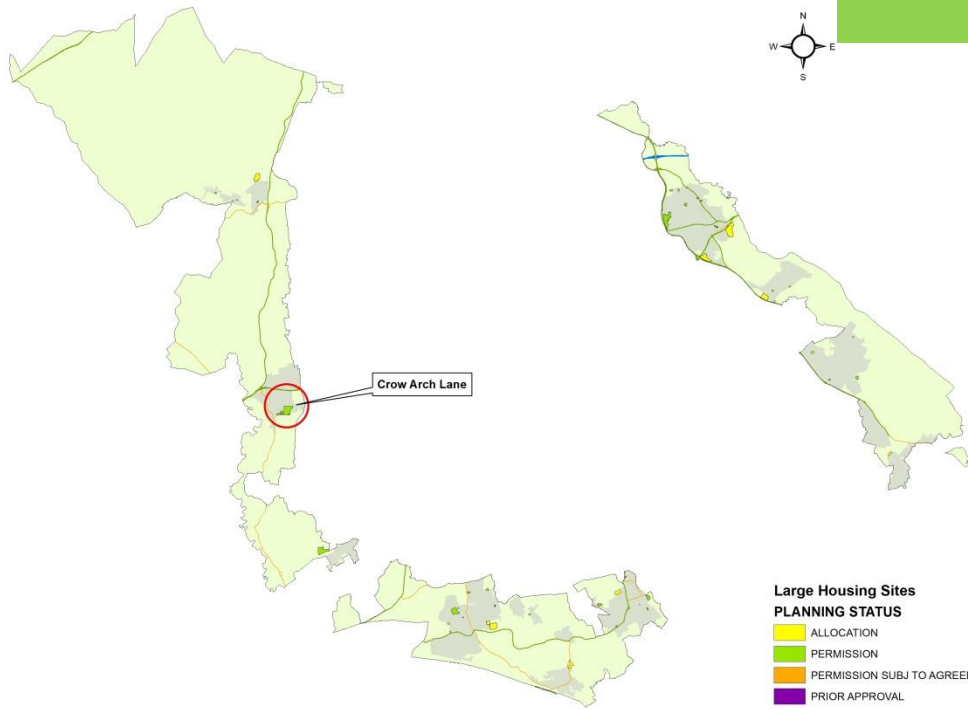 N
W E
S
Crow Arch Lane
Large Housing Sites
PLANNING STATUS
ALLOCATION
PERMISSION
PERMISSION SUBJ TO AGREE
PRIOR APPROVAL